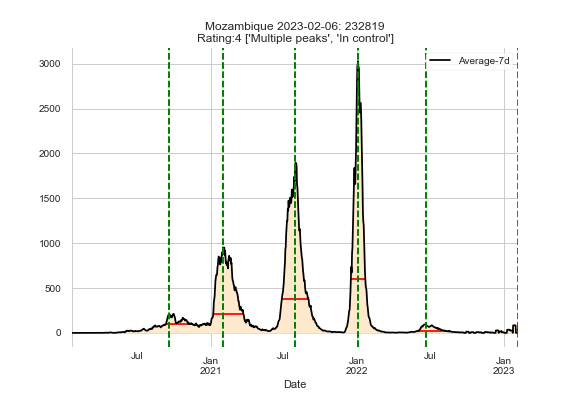 Mozambique 2023-02-06: 232819
Rating:4 ['Multiple peaks', 'In control']
Average-7d
3000
2500
2000
1500
1000
500
0
Jul
Jan
2021
Jul
Jan
2022
Jul
Jan
2023
Date